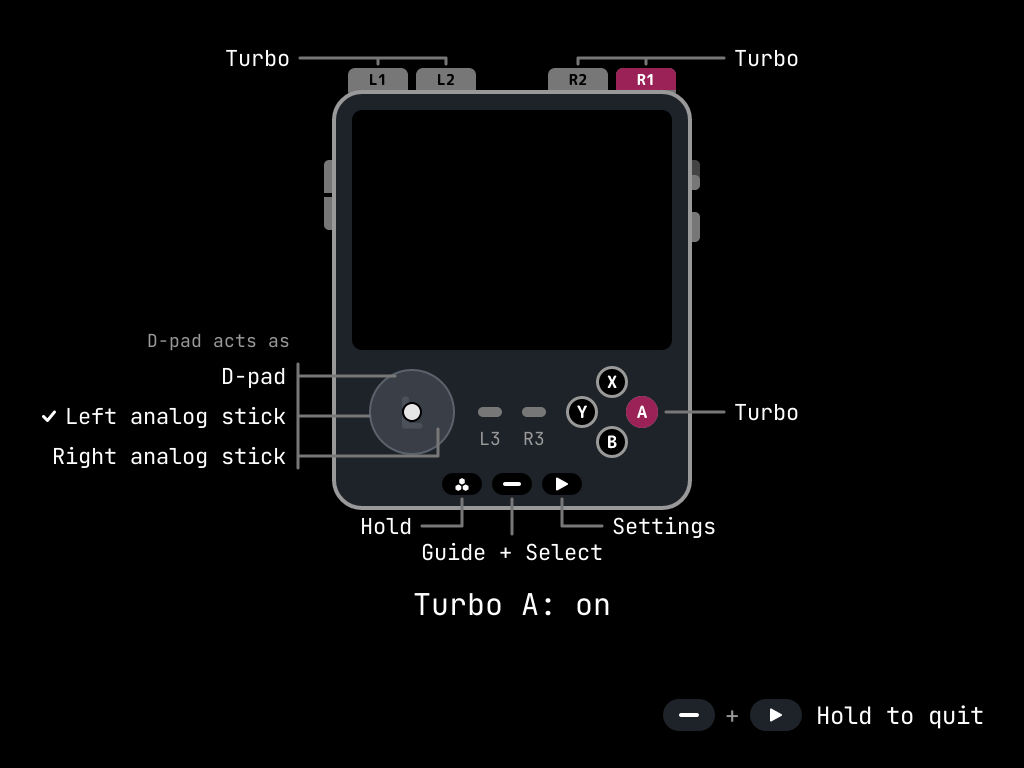 Turbo
Turbo
L1
L2
R2
R1
D-pad acts as
D-pad
Left analog stick
Right analog stick
X
Y
A
B
Turbo
L3
R3
Hold
Settings
Guide + Select
Turbo A: on
+
Hold to quit